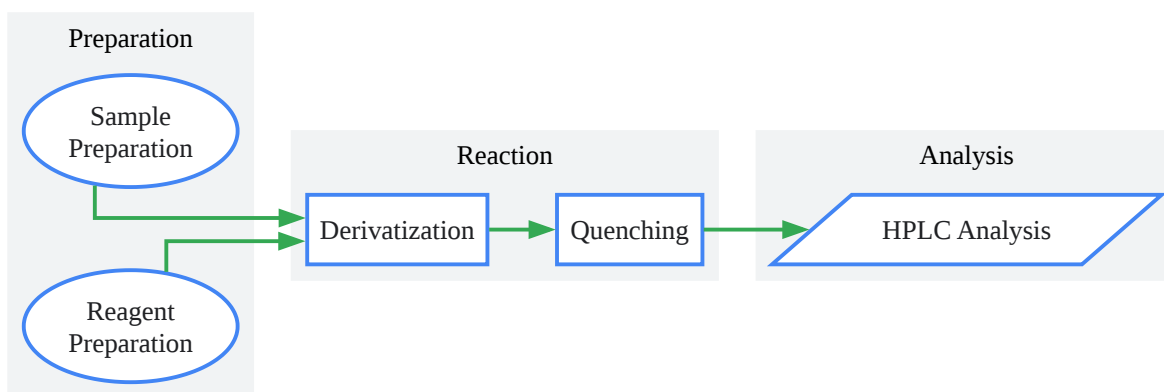 Preparation
Sample
Preparation
Reagent
Preparation
Reaction
Derivatization
Quenching
Analysis
HPLC Analysis